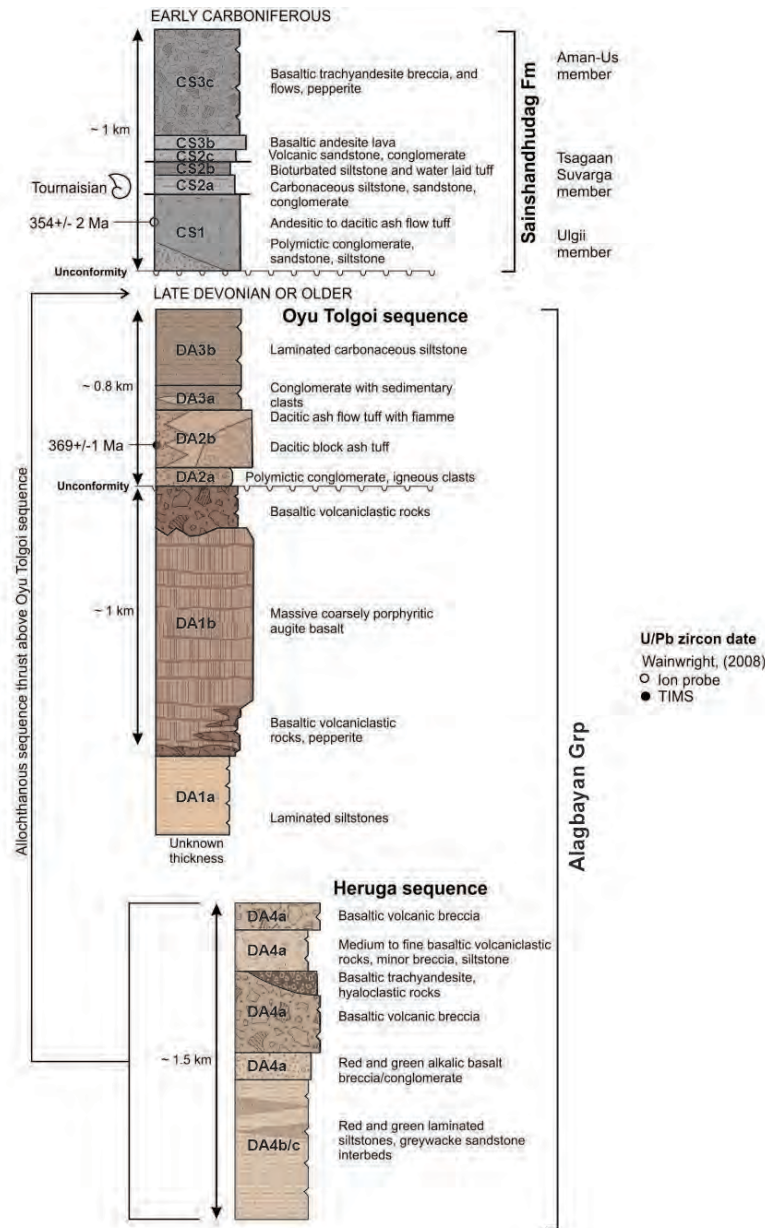 EARLY CARBONIFEROUS
CS3c
Basaltic trachyandesite breccia, and
flows, pepperite
Aman-Us
member
~ 1 km
CS3b
Basaltic andesite lava
CS2c
Volcanic sandstone, conglomerate
CS2b
Bioturbated siltstone and water laid tuff
Tournaisian
CS2a
Carbonaceous siltstone, sandstone,
conglomerate
Tsagaan
Suvarga
member
Sainshandhudag Fm
354+/- 2 Ma
CS1
Andesitic to dacitic ash flow tuff
Polymictic conglomerate,
sandstone, siltstone
Ulgii
member
Unconformity
LATE DEVONIAN OR OLDER
Oyu Tolgoi sequence
DA3b
Laminated carbonaceous siltstone
~ 0.8 km
DA3a
Conglomerate with sedimentary
clasts
Dacitic ash flow tuff with fiamme
369+/-1 Ma
DA2b
Dacitic block ash tuff
DA2a
Polymictic conglomerate, igneous clasts
Unconformity
Basaltic volcaniclastic rocks
~ 1 km
DA1b
Massive coarsely porphyritic
augite basalt
Basaltic volcaniclastic
rocks, pepperite
DA1a
Laminated siltstones
Unknown
thickness
Allochthanous sequence thrust above Oyu Tolgoi sequence
U/Pb zircon date
Wainwright, (2008)
Ion probe
TIMS
Alagbayan Grp
Heruga sequence
DA4a
Basaltic volcanic breccia
DA4a
Medium to fine basaltic volcaniclastic
rocks, minor breccia, siltstone
Basaltic trachyandesite,
hyaloclastic rocks
DA4a
Basaltic volcanic breccia
~ 1.5 km
DA4a
Red and green alkalic basalt
breccia/conglomerate
DA4b/c
Red and green laminated
siltstones, greywacke sandstone
interbeds